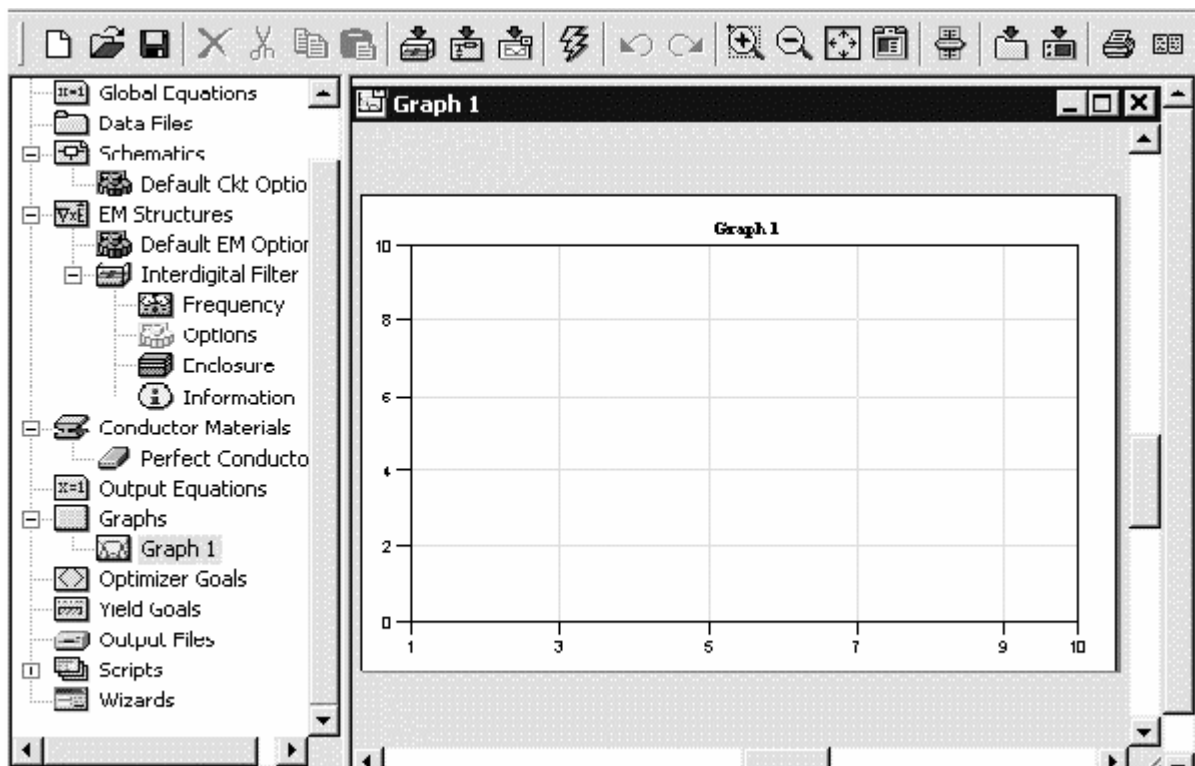 Global Equations
Data Files
Schematics
Default Ckt Optio
EM Structures
Default EM Option
Interdigital Filter
Frequency
Options
Enclosure
Information
Conductor Materials
Perfect Conducto
Output Equations
Graphs
Graph 1
Optimizer Goals
Yield Goals
Output Files
Scripts
Wizards
Graph 1
Graph 1
10
8
6
4
2
0
1 3 5 7 9 10